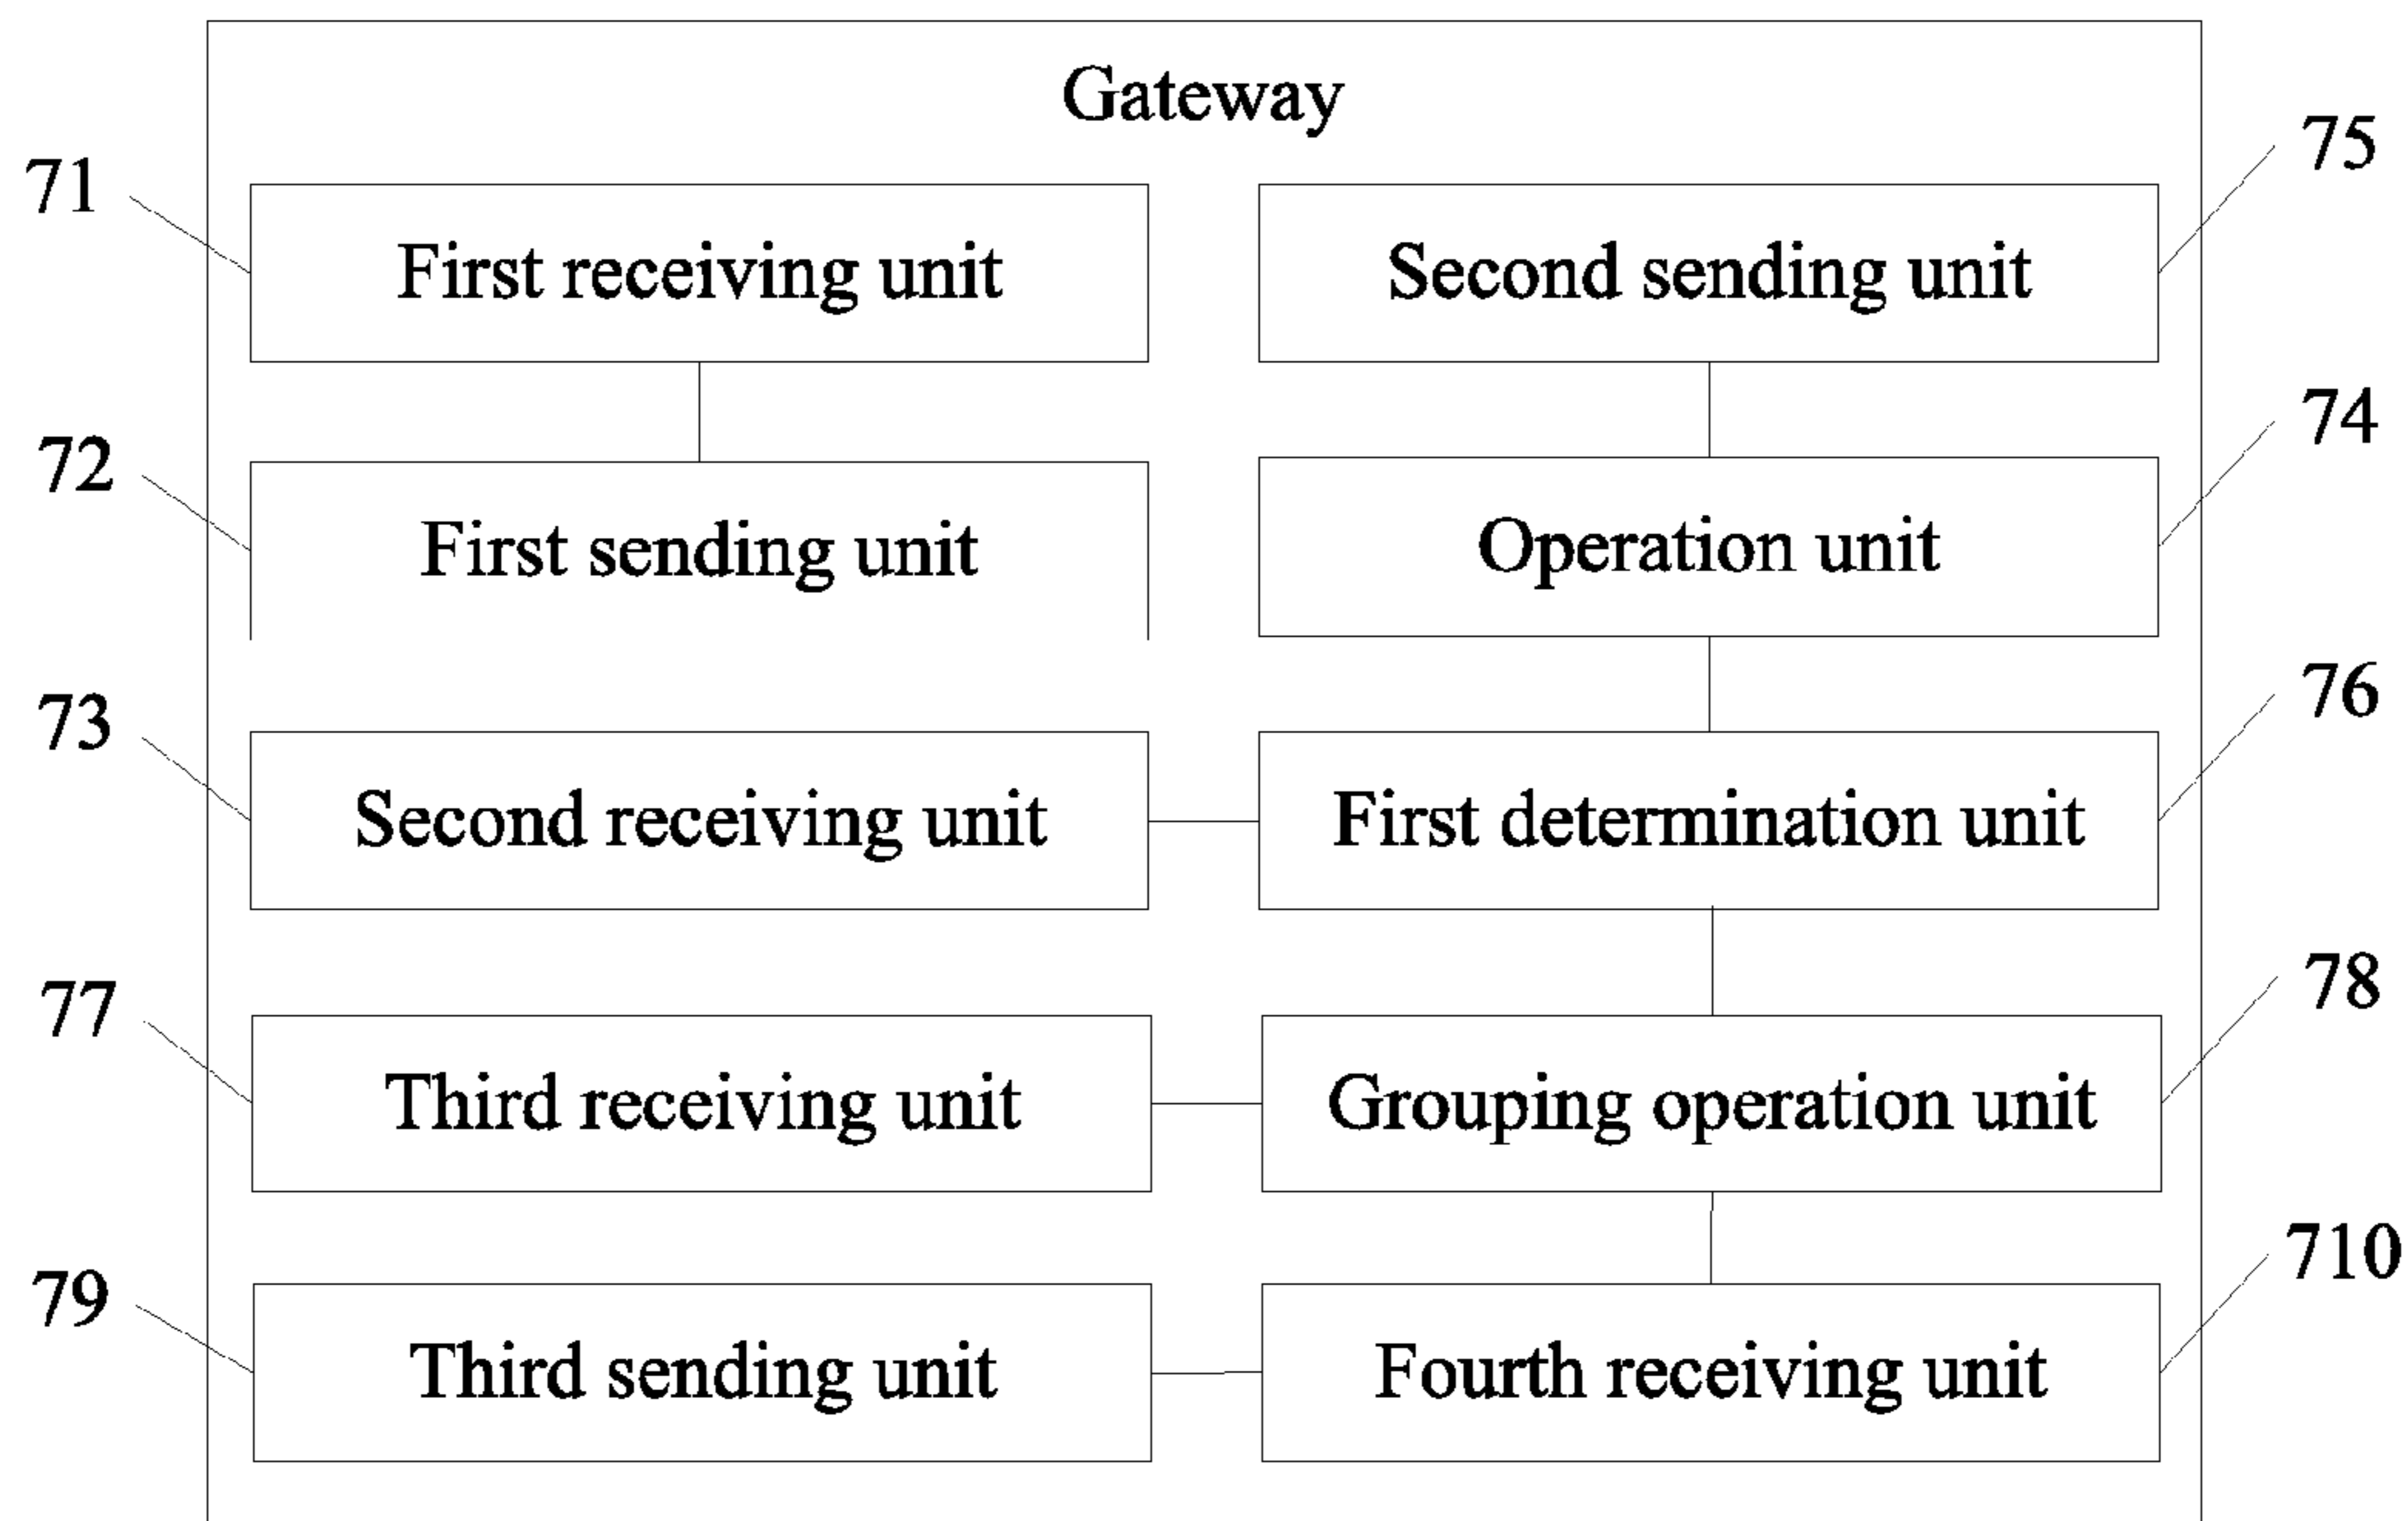 Gateway
71
First receiving unit
Second sending unit
75
72
First sending unit
Operation unit
74
73
Second receiving unit
First determination unit
76
77
Third receiving unit
Grouping operation unit
78
79
Third sending unit
Fourth receiving unit
710